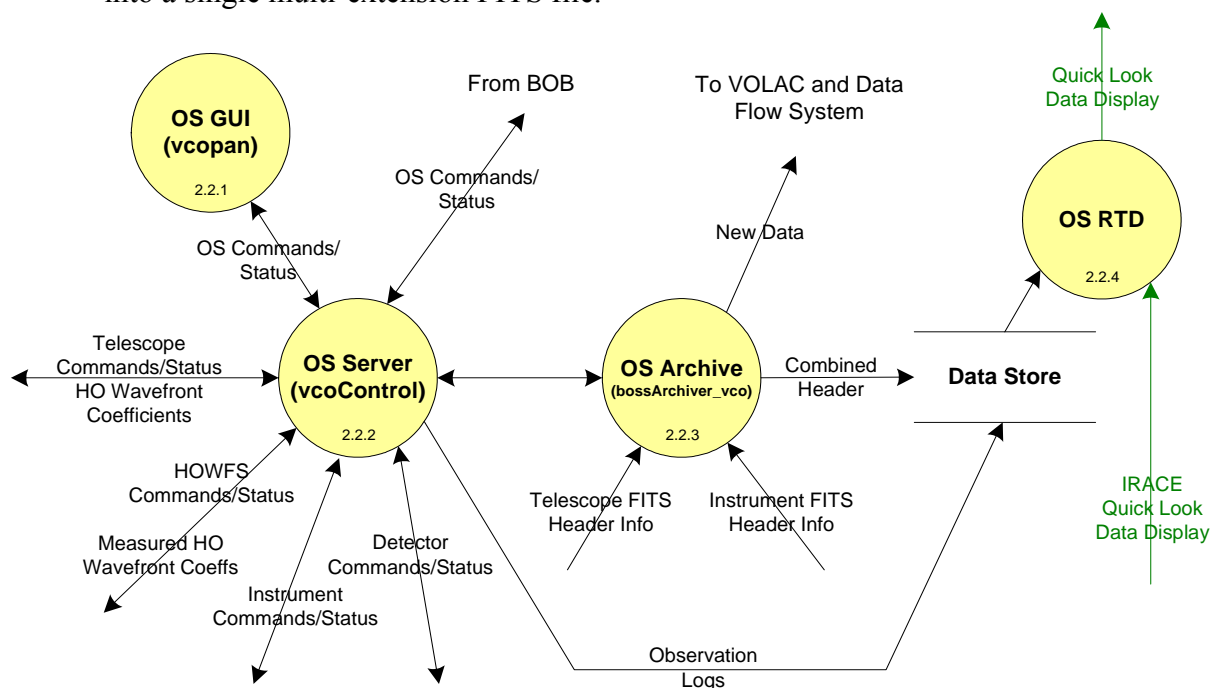 into a single multi-extension FITS file.
OS GUI
(vcopan)
2.2.1
From BOB
To VOLAC and Data
Flow System
Quick Look
Data Display
OS Commands/
Status
OS Commands/
Status
New Data
OS RTD
2.2.4
Telescope
Commands/Status
HO Wavefront
Coefficients
OS Server
(vcoControl)
2.2.2
OS Archive
(bossArchiver_vco)
2.2.3
Combined
Header
Data Store
HOWFS
Commands/Status
Measured HO
Wavefront Coeffs
Instrument
Commands/Status
Detector
Commands/Status
Telescope FITS
Header Info
Instrument FITS
Header Info
IRACE
Quick Look
Data Display
Observation
Logs